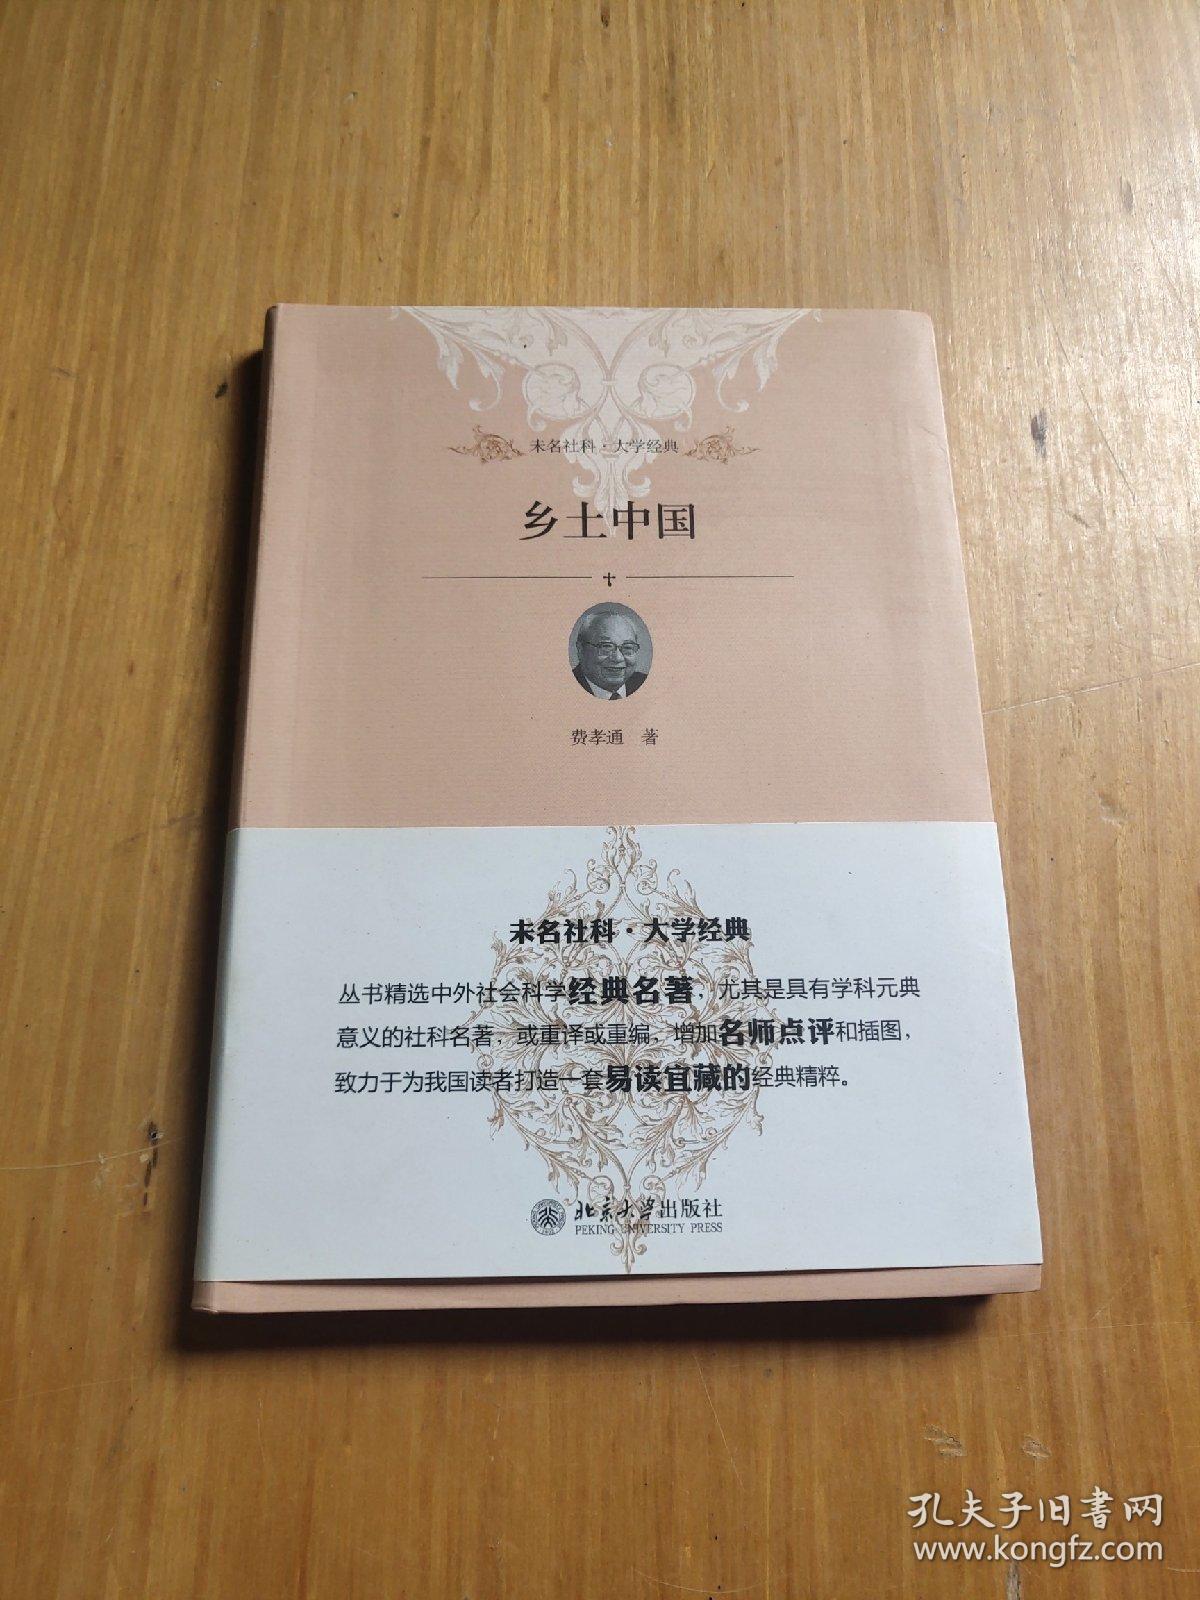 未名社科·大学经典
乡土中国
费孝通 著
未名社科·大学经典
丛书精选中外社会科学经典名著，尤其是具有学科元典
意义的社科名著，或重译或重编，增加名师点评和插图，
致力于为我国读者打造一套易读宜藏的经典精粹。
北京大学出版社
PEKING UNIVERSITY PRESS
孔夫子旧书网
www.kongfz.com